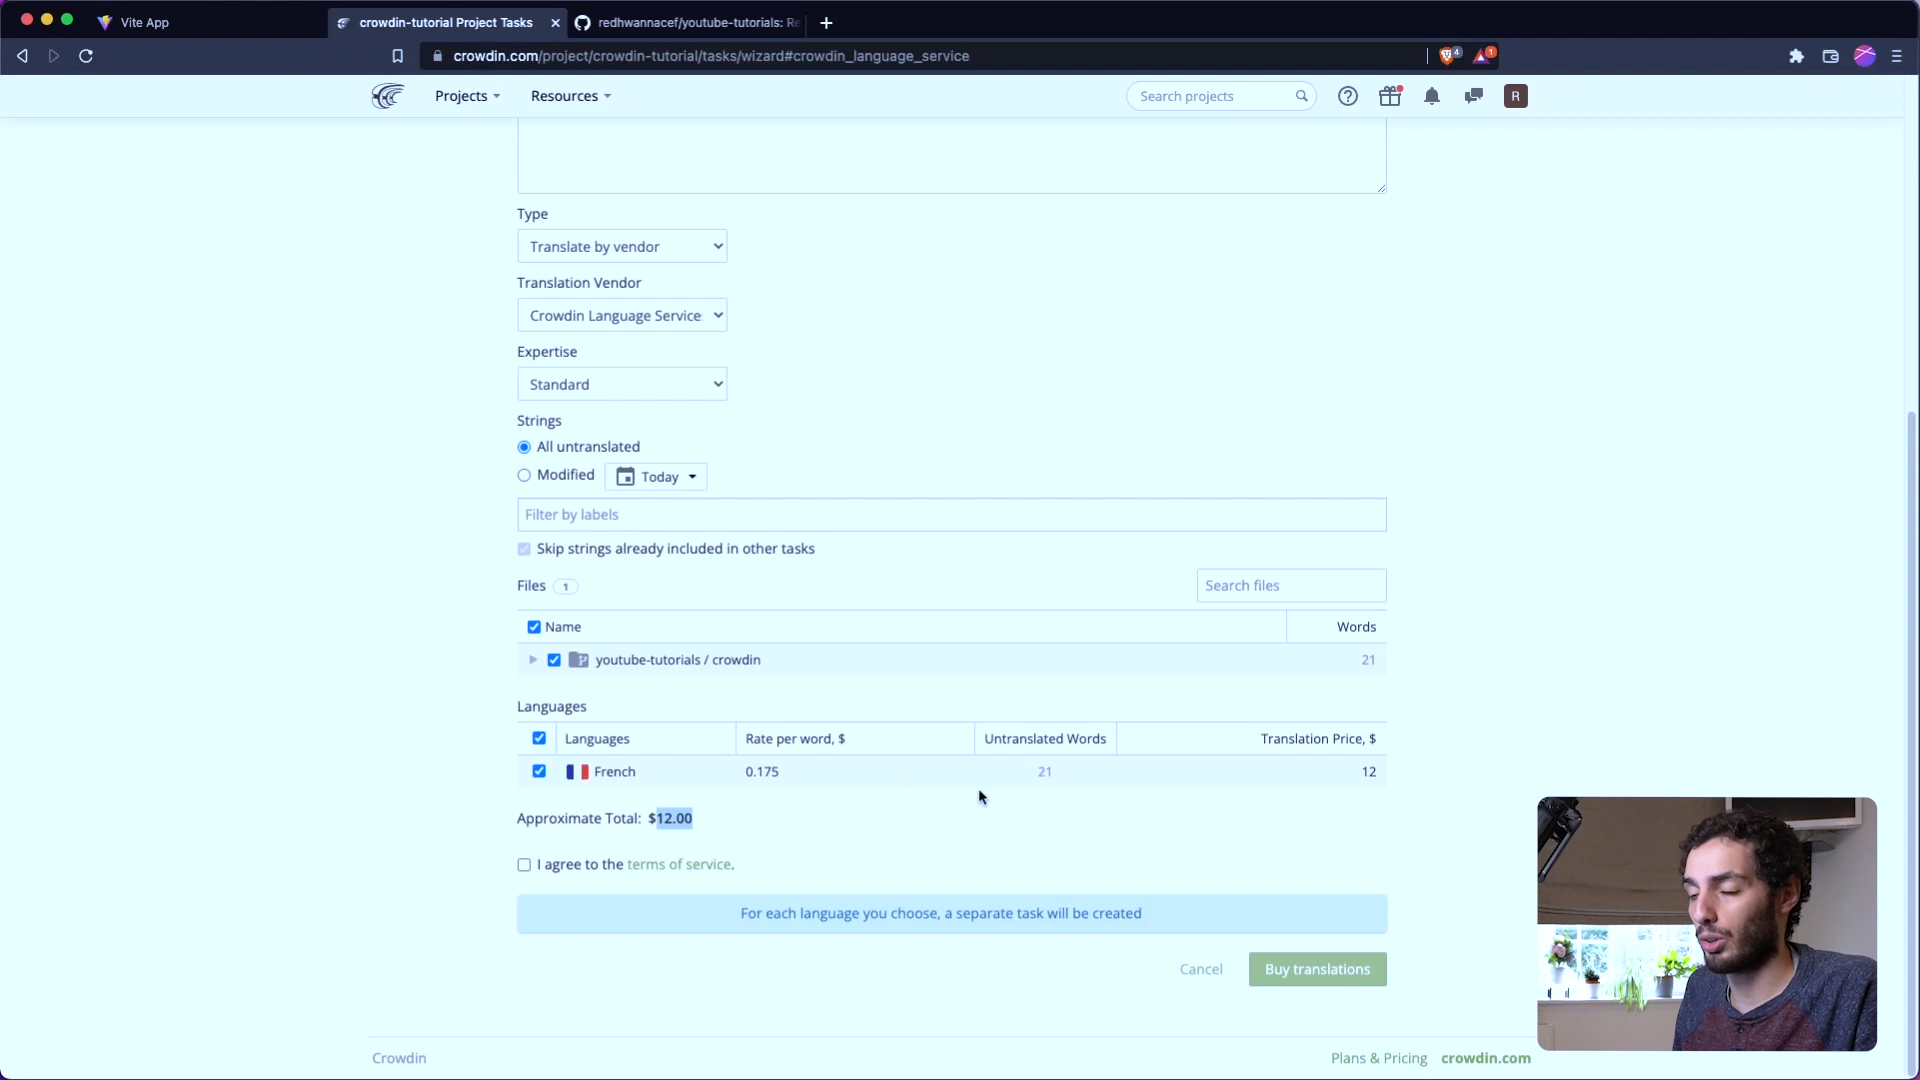 Vite App
crowdin-tutorial Project Tasks
redhwannacef/youtube-tutorials: Re
crowdin.com/project/crowdin-tutorial/tasks/wizard#crowdin_language_service
4
1
Projects
Resources
Search projects
R
Type
Translate by vendor
Translation Vendor
Crowdin Language Service
Expertise
Standard
Strings
All untranslated
Modified
Today
Filter by labels
Skip strings already included in other tasks
Files 1
Search files
Name
Words
youtube-tutorials / crowdin
21
Languages
Languages
Rate per word, $
Untranslated Words
Translation Price, $
French
0.175
21
12
Approximate Total: $12.00
I agree to the terms of service.
For each language you choose, a separate task will be created
Cancel
Buy translations
Crowdin
Plans & Pricing
crowdin.com